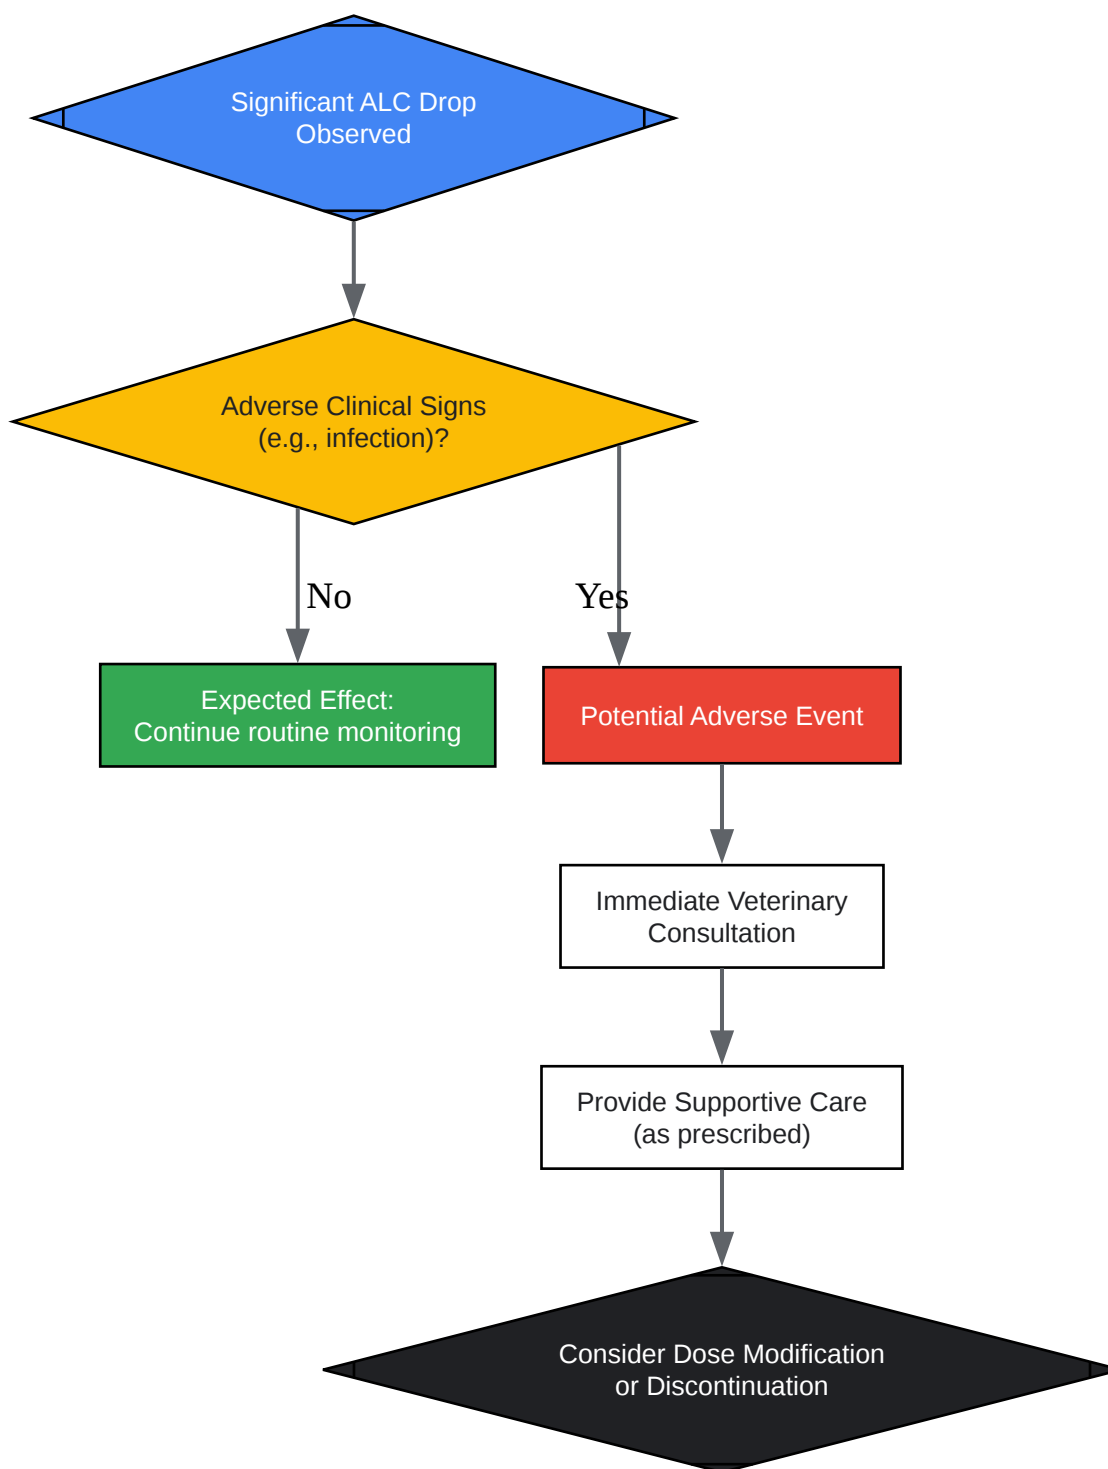 Significant ALC Drop
Observed
Adverse Clinical Signs
(e.g., infection)?
No
Yes
Expected Effect:
Continue routine monitoring
Potential Adverse Event
Immediate Veterinary
Consultation
Provide Supportive Care
(as prescribed)
Consider Dose Modification
or Discontinuation